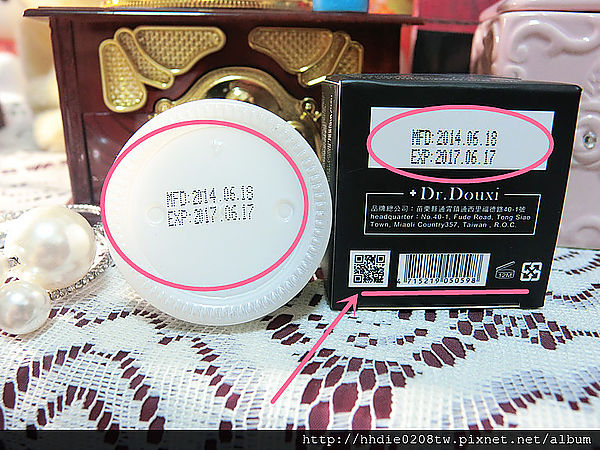 MFD:2014.06.18
EXP:2017.06.17
MFD:2014.06.18
EXP:2017.06.17
Dr.Douxi
品牌總公司：苗栗縣通霄鎮通西里福德路40-1號
headquarter：No.40-1, Fude Road, Tong Siao
Town, Miaoli Country357, Taiwan , R.O.C.
4 715219 050598
12M
http://hhdie0208tw.pixnet.net/album